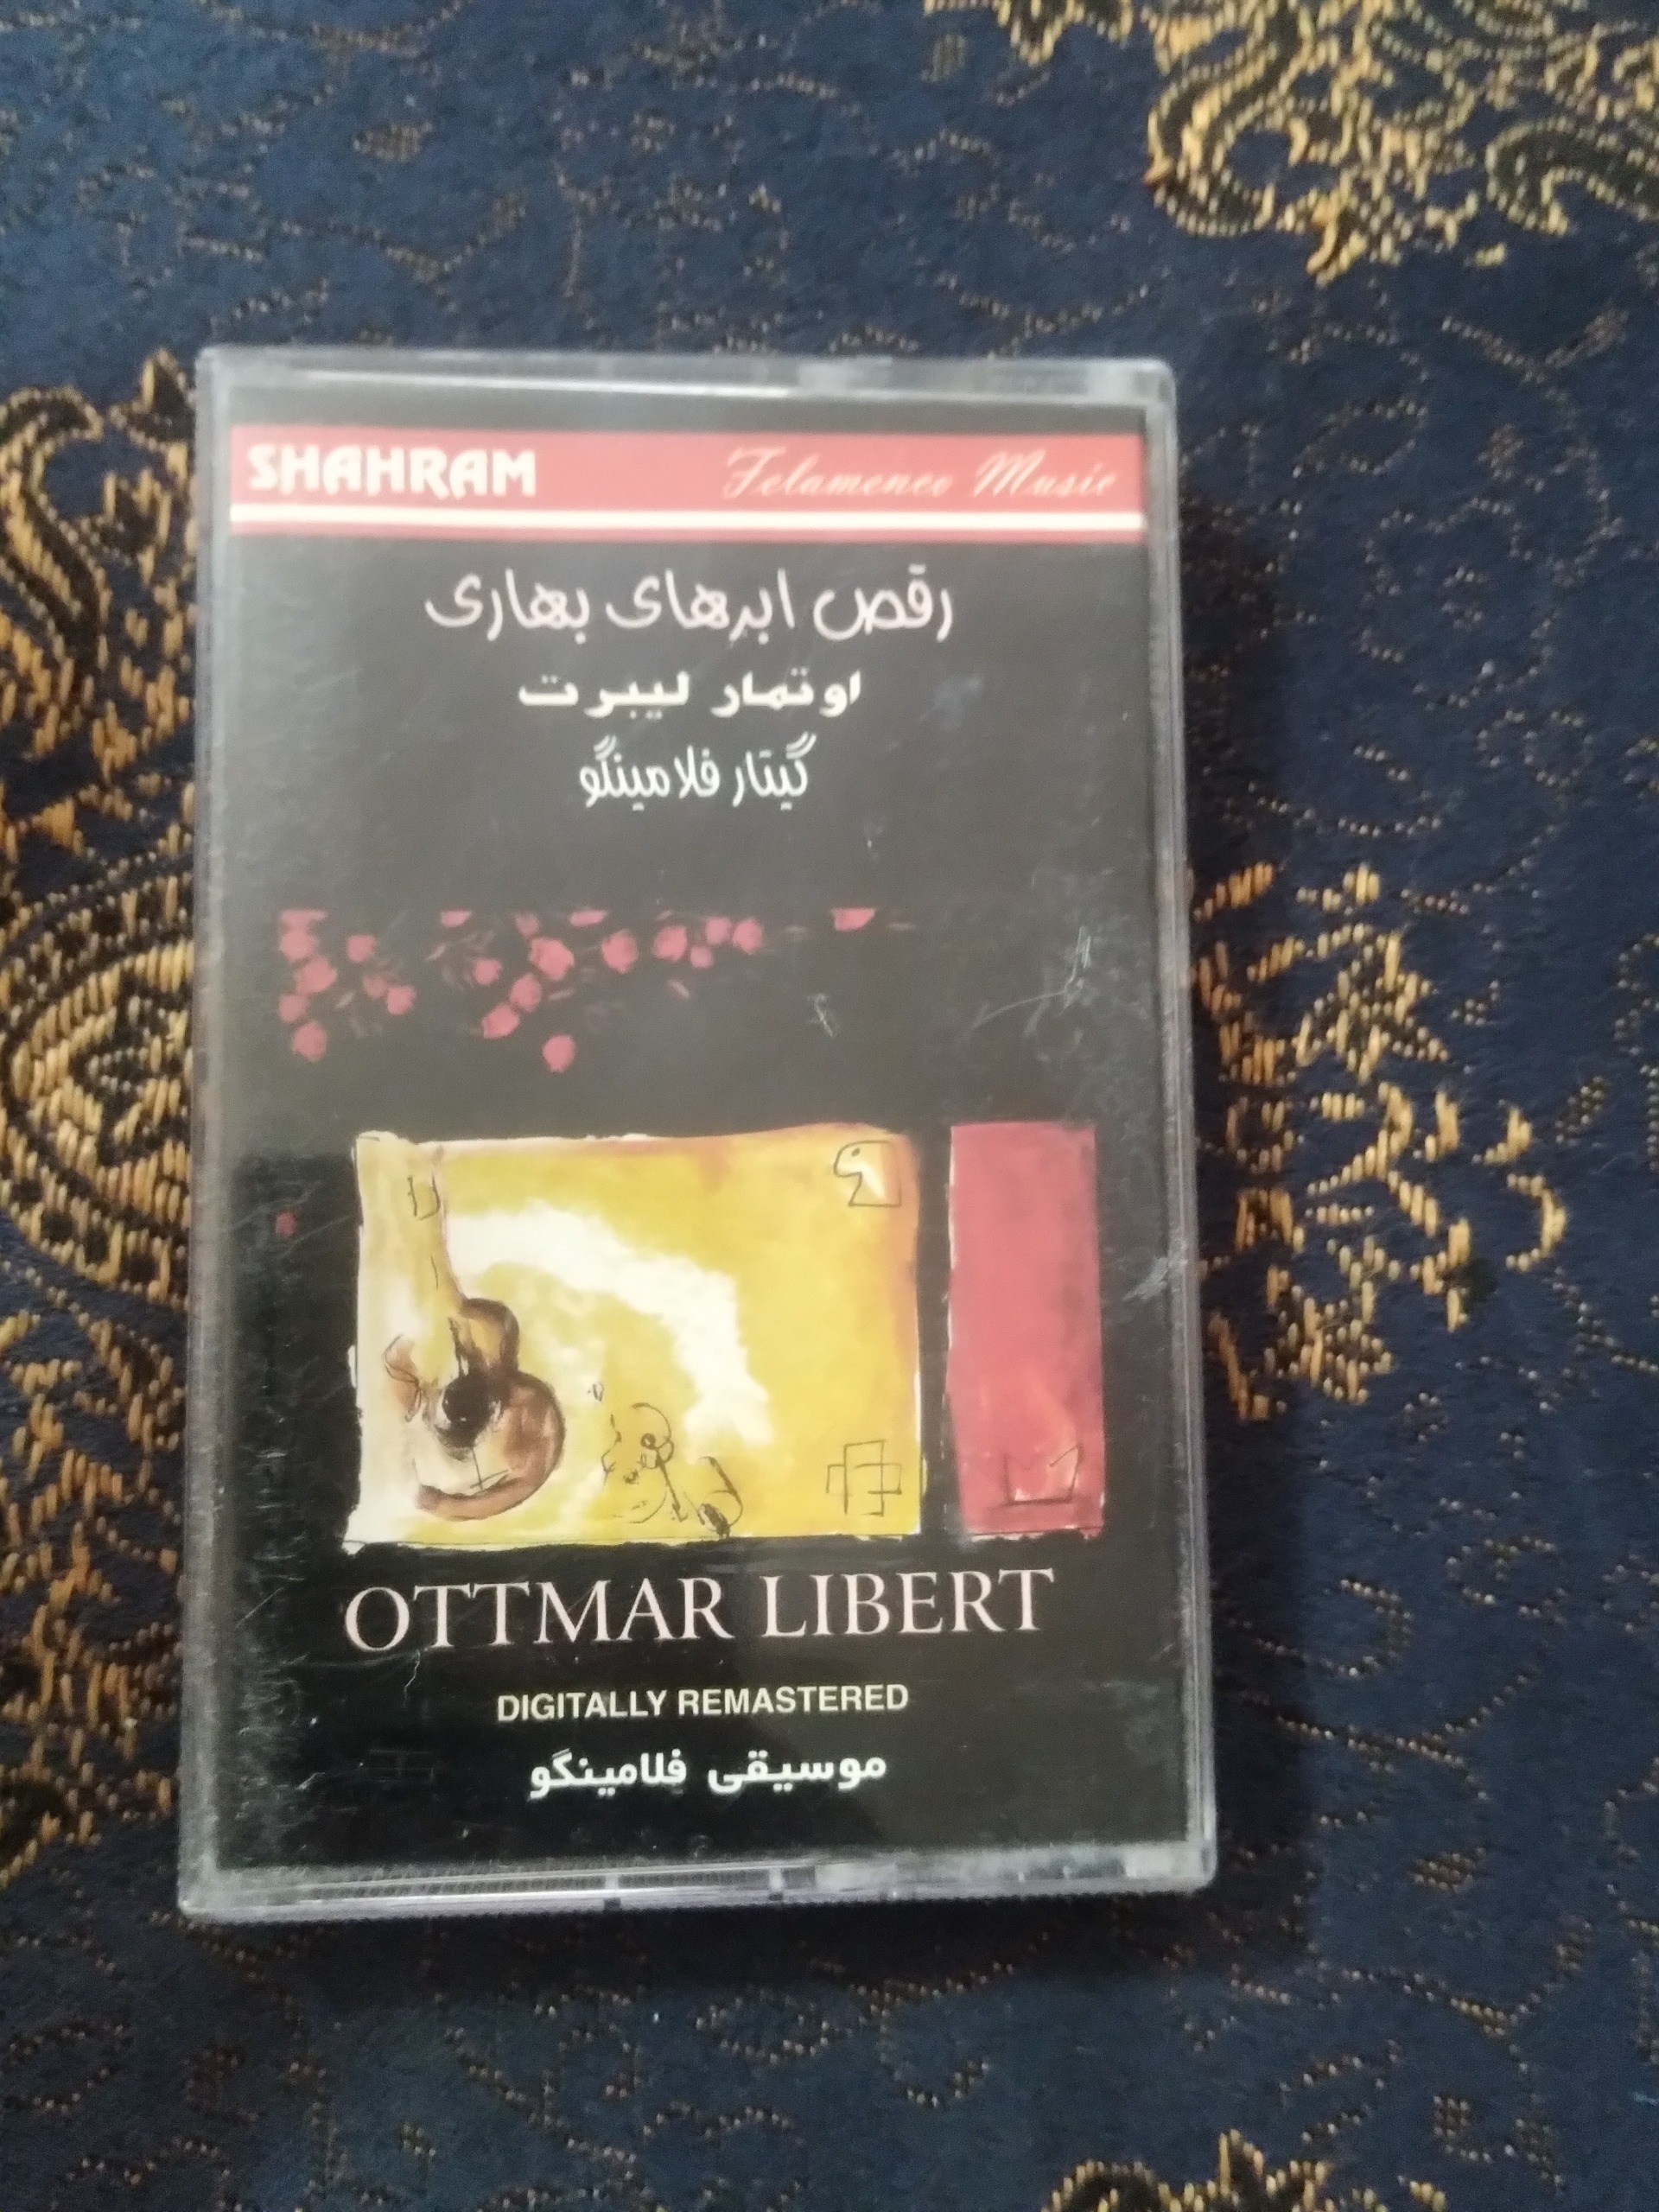 SHAHRAM Felamenco Music
رقص ابرهای بهاری
اوتمار لیبرت
گیتار فلامینگو
OTTMAR LIBERT
DIGITALLY REMASTERED
موسیقی فلامینگو